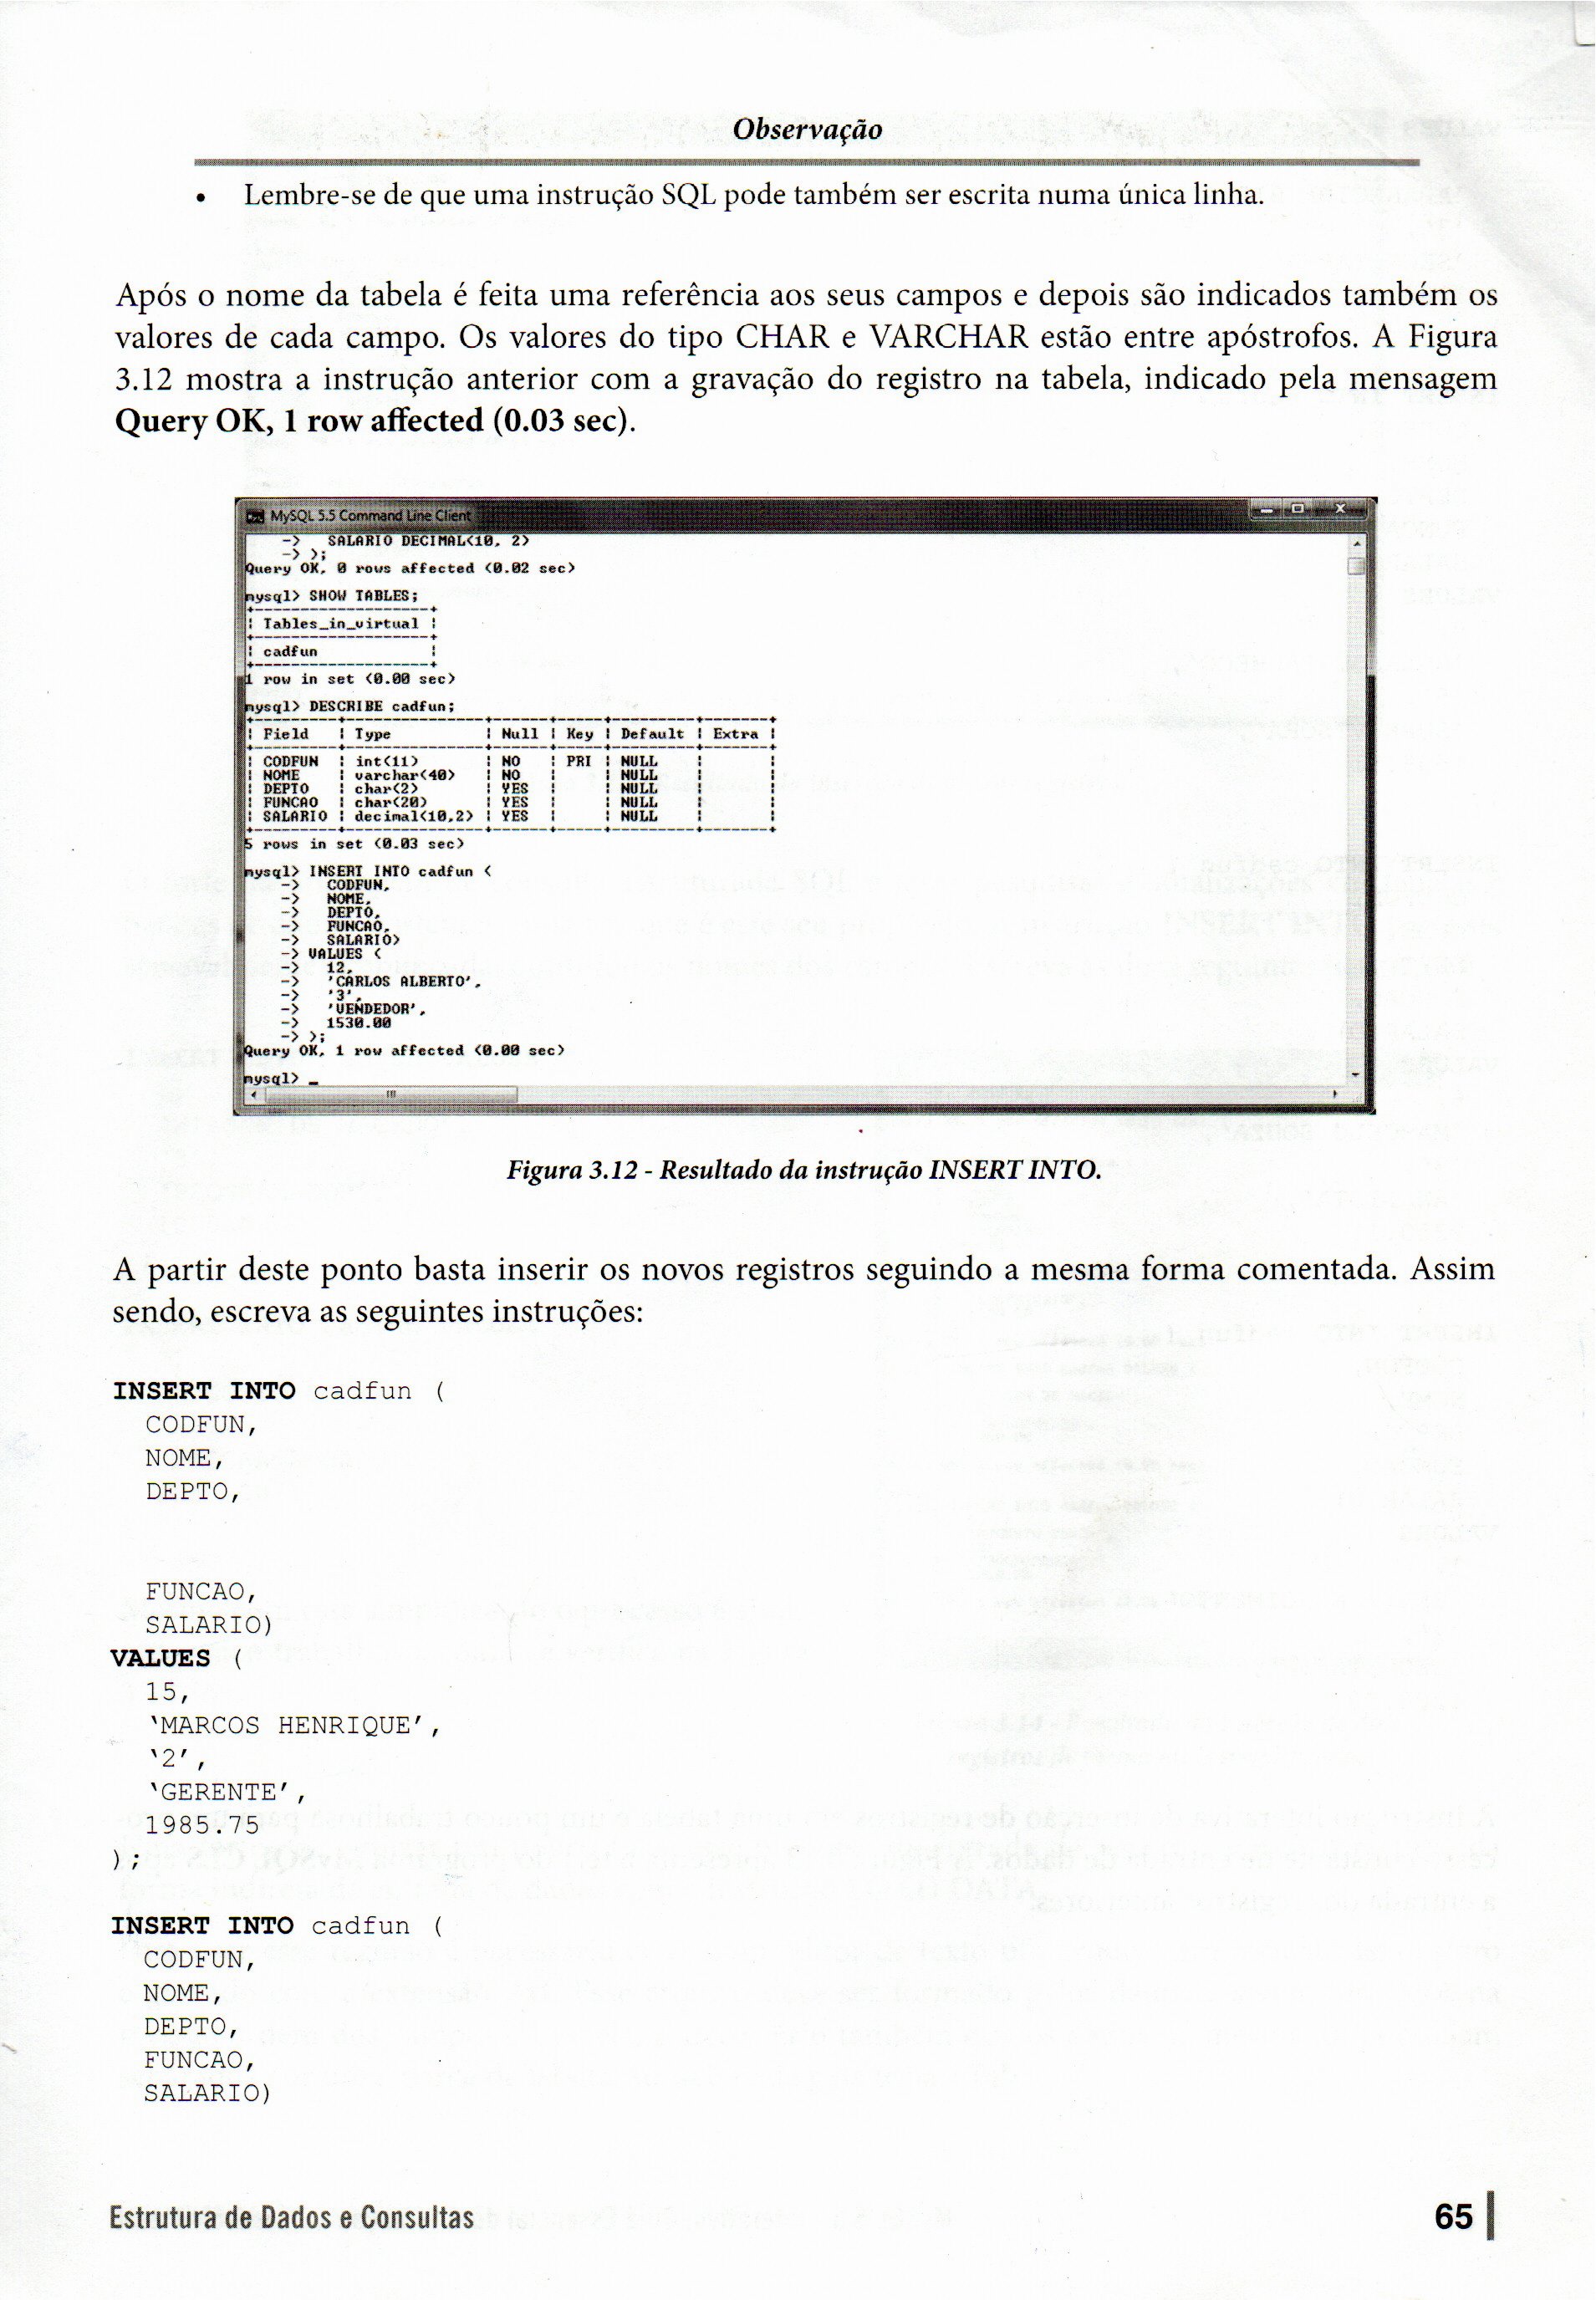 Observação
• Lembre-se de que uma instrução SQL pode também ser escrita numa única linha.
Após o nome da tabela é feita uma referência aos seus campos e depois são indicados também os
valores de cada campo. Os valores do tipo CHAR e VARCHAR estão entre apóstrofos. A Figura
3.12 mostra a instrução anterior com a gravação do registro na tabela, indicado pela mensagem
Query OK, 1 row affected (0.03 sec).
MySQL 5.5 Command Line Client
-> SALARIO DECIMAL(10, 2)
-> );
Query OK, 0 rows affected (0.02 sec)
mysql> SHOW TABLES;
+-------------------+
| Tables_in_virtual |
+-------------------+
| cadfun            |
+-------------------+
1 row in set (0.00 sec)
mysql> DESCRIBE cadfun;
+---------+---------------+------+-----+---------+-------+
| Field   | Type          | Null | Key | Default | Extra |
+---------+---------------+------+-----+---------+-------+
| CODFUN  | int(11)       | NO   | PRI | NULL    |       |
| NOME    | varchar(40)   | NO   |     | NULL    |       |
| DEPTO   | char(2)       | YES  |     | NULL    |       |
| FUNCAO  | char(20)      | YES  |     | NULL    |       |
| SALARIO | decimal(10,2) | YES  |     | NULL    |       |
+---------+---------------+------+-----+---------+-------+
5 rows in set (0.03 sec)
mysql> INSERT INTO cadfun (
-> CODFUN,
-> NOME,
-> DEPTO,
-> FUNCAO,
-> SALARIO)
-> VALUES (
-> 12,
-> 'CARLOS ALBERTO',
-> '3',
-> 'VENDEDOR',
-> 1530.00
-> );
Query OK, 1 row affected (0.00 sec)
mysql> _
Figura 3.12 - Resultado da instrução INSERT INTO.
A partir deste ponto basta inserir os novos registros seguindo a mesma forma comentada. Assim
sendo, escreva as seguintes instruções:
INSERT INTO cadfun (
CODFUN,
NOME,
DEPTO,
FUNCAO,
SALARIO)
VALUES (
15,
‘MARCOS HENRIQUE’,
‘2’,
‘GERENTE’,
1985.75
);
INSERT INTO cadfun (
CODFUN,
NOME,
DEPTO,
FUNCAO,
SALARIO)
Estrutura de Dados e Consultas
65